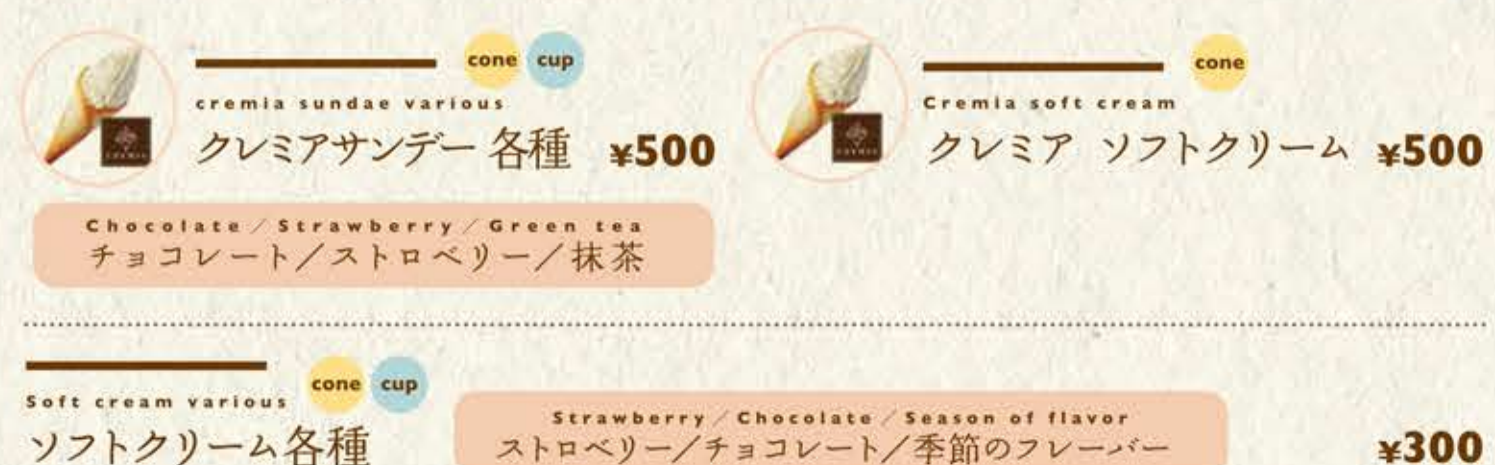 cone cup
cremia sundae various
クレミアサンデー 各種 ¥500
Chocolate／Strawberry／Green tea
チョコレート／ストロベリー／抹茶
cone
Cremia soft cream
クレミア ソフトクリーム ¥500
CREMIA
CREMIA
cone cup
Soft cream various
ソフトクリーム各種
Strawberry／Chocolate／Season of flavor
ストロベリー／チョコレート／季節のフレーバー
¥300